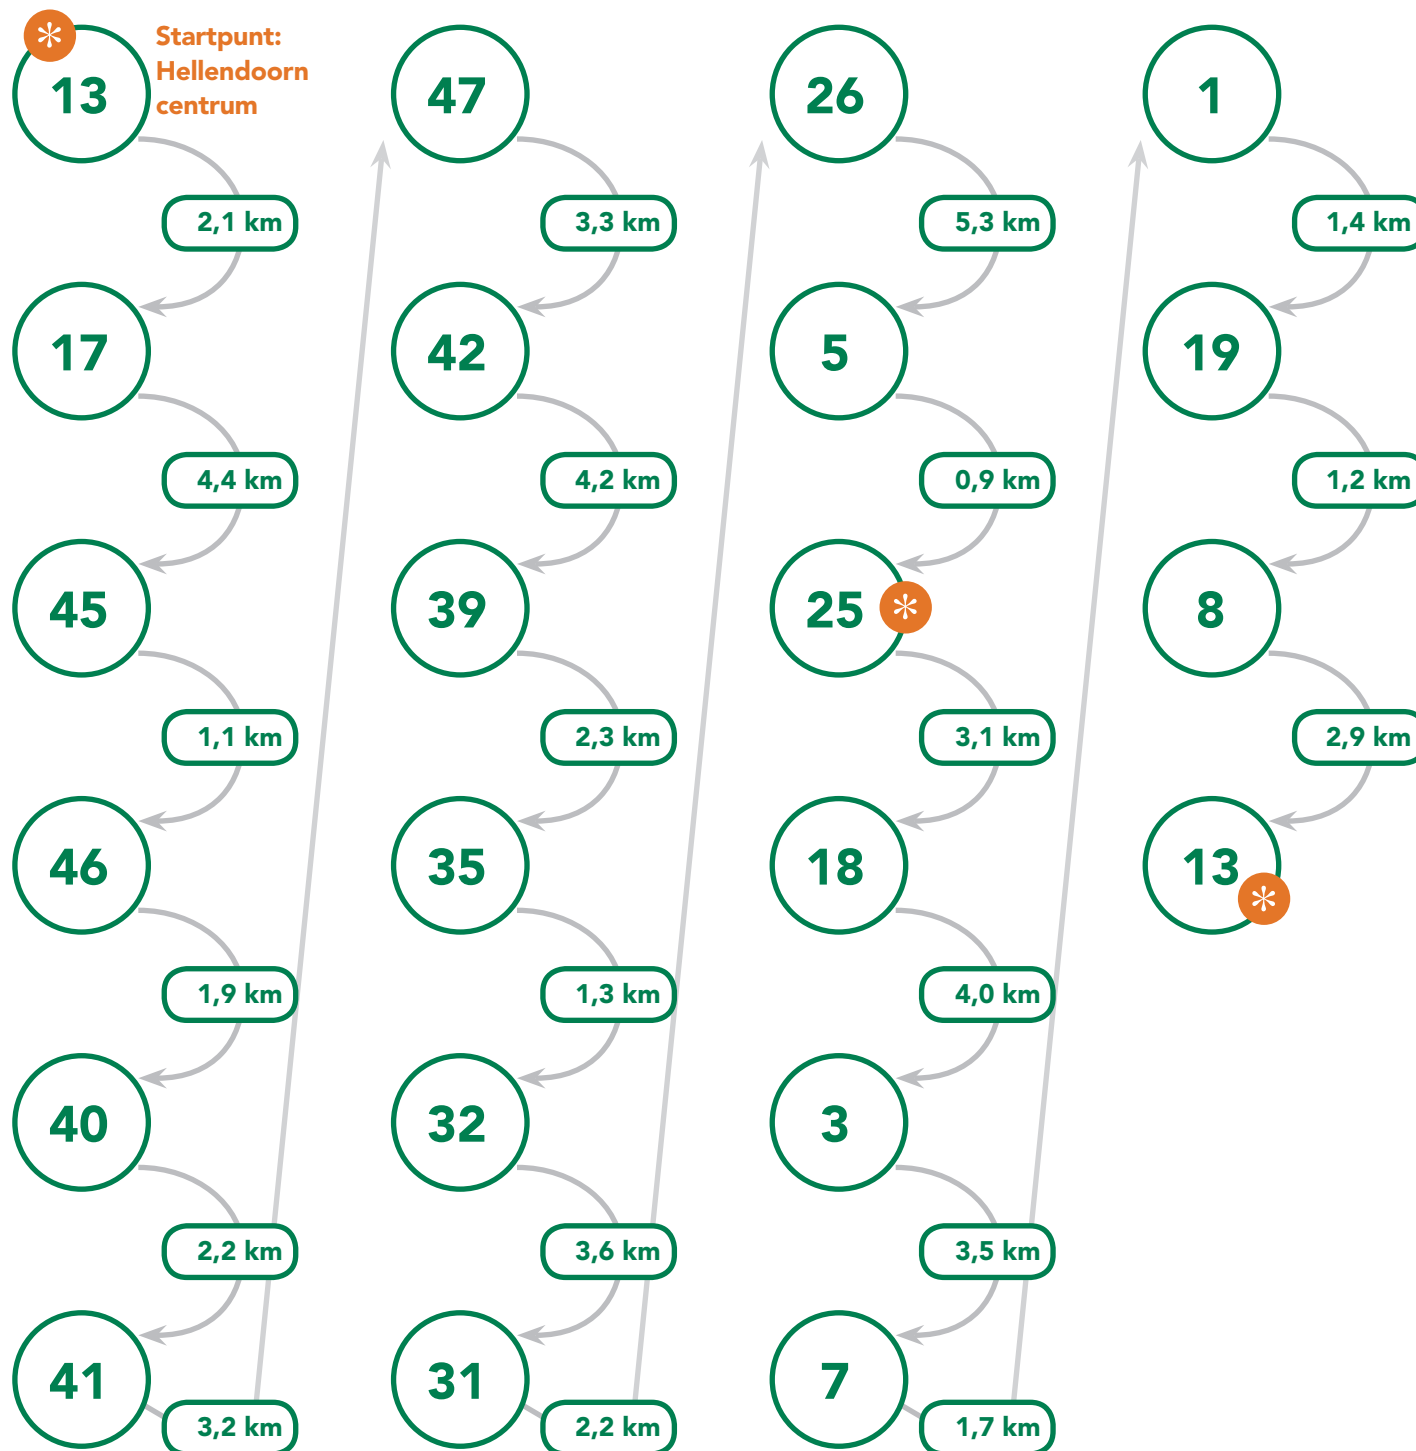 *
13
Startpunt:
Hellendoorn
centrum
2,1 km
17
4,4 km
45
1,1 km
46
1,9 km
40
2,2 km
41
3,2 km
47
3,3 km
42
4,2 km
39
2,3 km
35
1,3 km
32
3,6 km
31
2,2 km
26
5,3 km
5
0,9 km
25 *
3,1 km
18
4,0 km
3
3,5 km
7
1,7 km
1
1,4 km
19
1,2 km
8
2,9 km
13
*